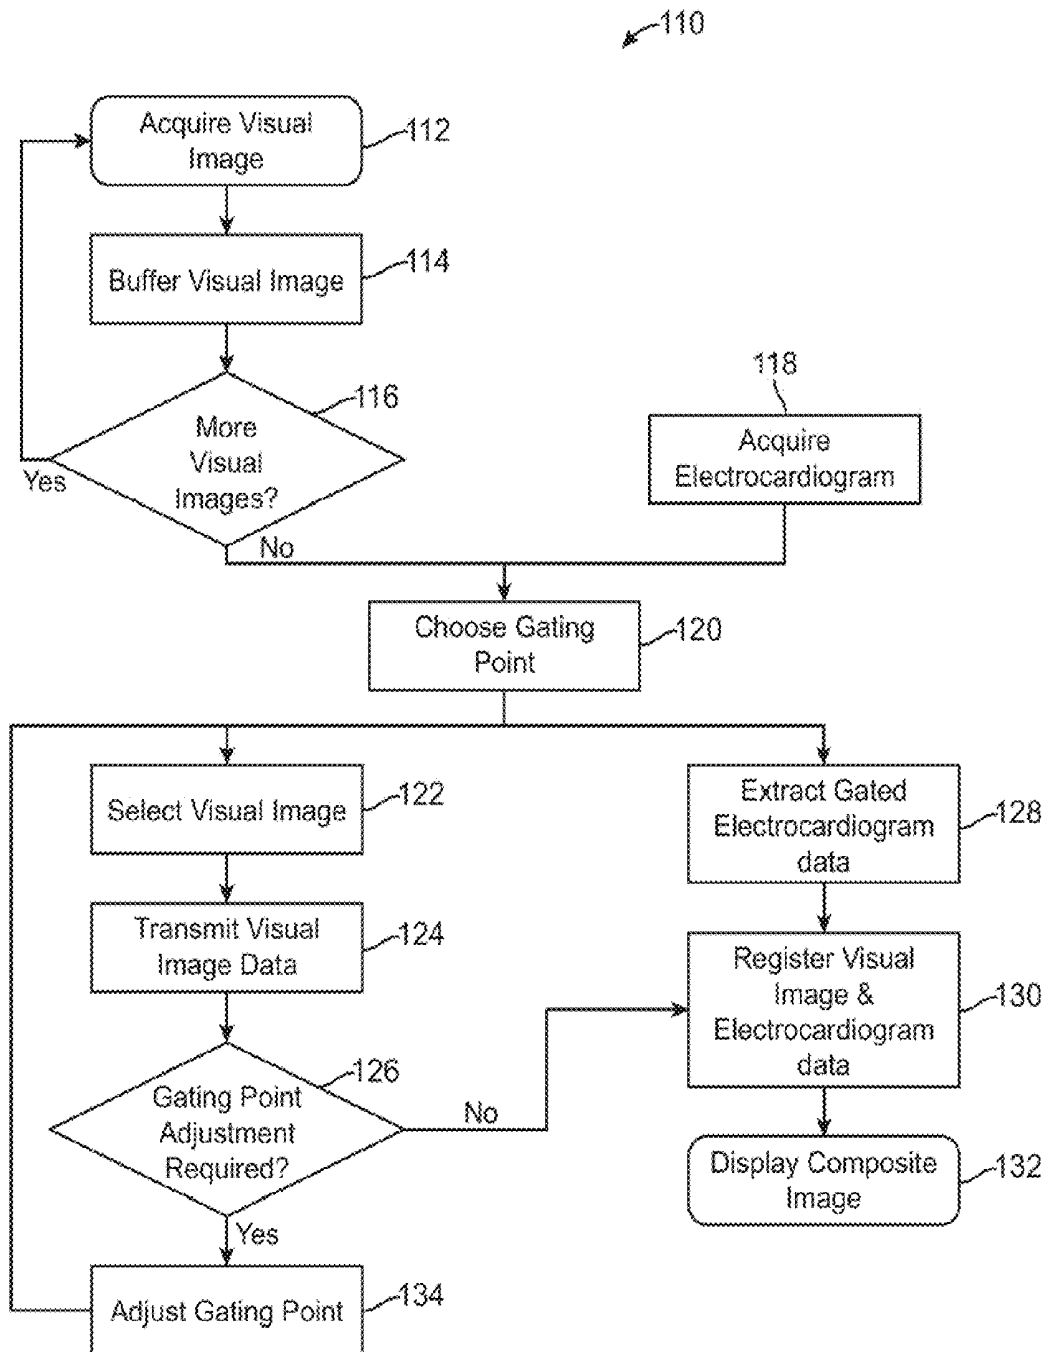 110
Acquire Visual
Image
112
Buffer Visual Image
114
116
More
Visual
Images?
Yes
No
118
Acquire
Electrocardiogram
Choose Gating
Point
120
Select Visual Image
122
Transmit Visual
Image Data
124
126
Gating Point
Adjustment
Required?
No
Yes
Adjust Gating Point
134
Extract Gated
Electrocardiogram
data
128
Register Visual
Image &
Electrocardiogram
data
130
Display Composite
Image
132